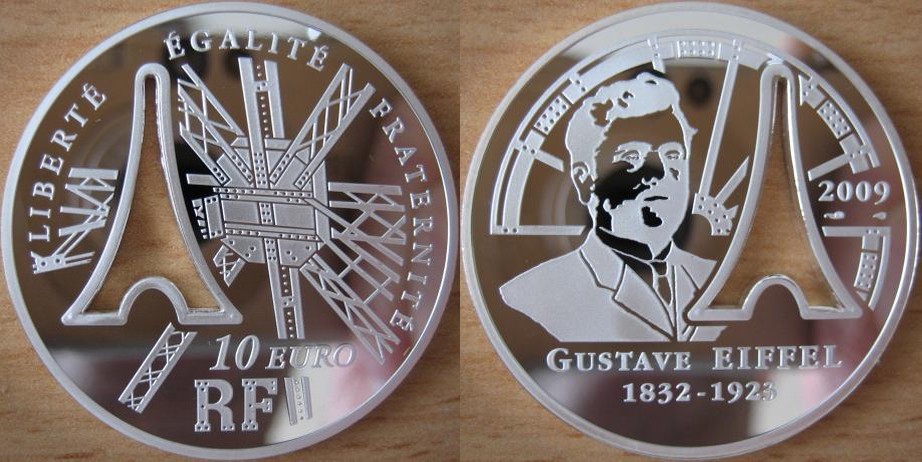 LIBERTÉ ÉGALITÉ FRATERNITÉ
10 EURO
RF
2009
GUSTAVE EIFFEL
1832-1923